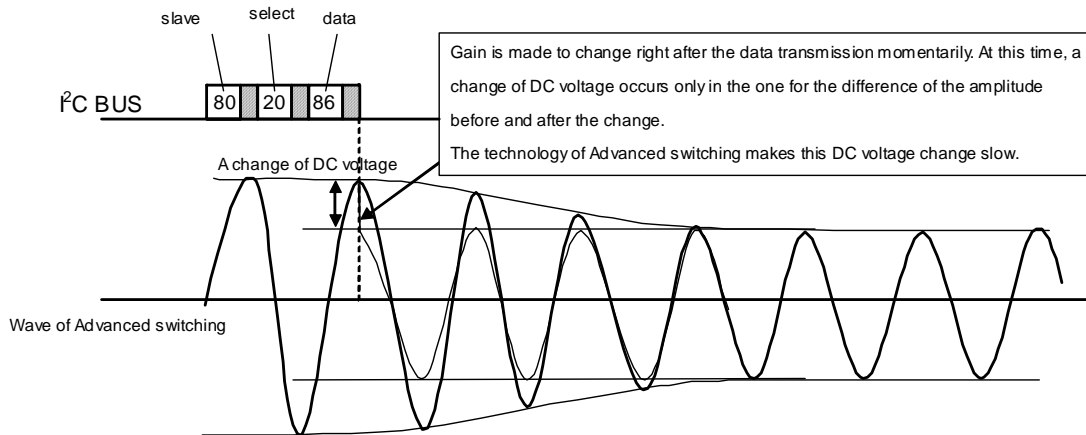 slave
select
data
I²C BUS
80
20
86
Gain is made to change right after the data transmission momentarily. At this time, a
change of DC voltage occurs only in the one for the difference of the amplitude
before and after the change.
The technology of Advanced switching makes this DC voltage change slow.
A change of DC voltage
Wave of Advanced switching